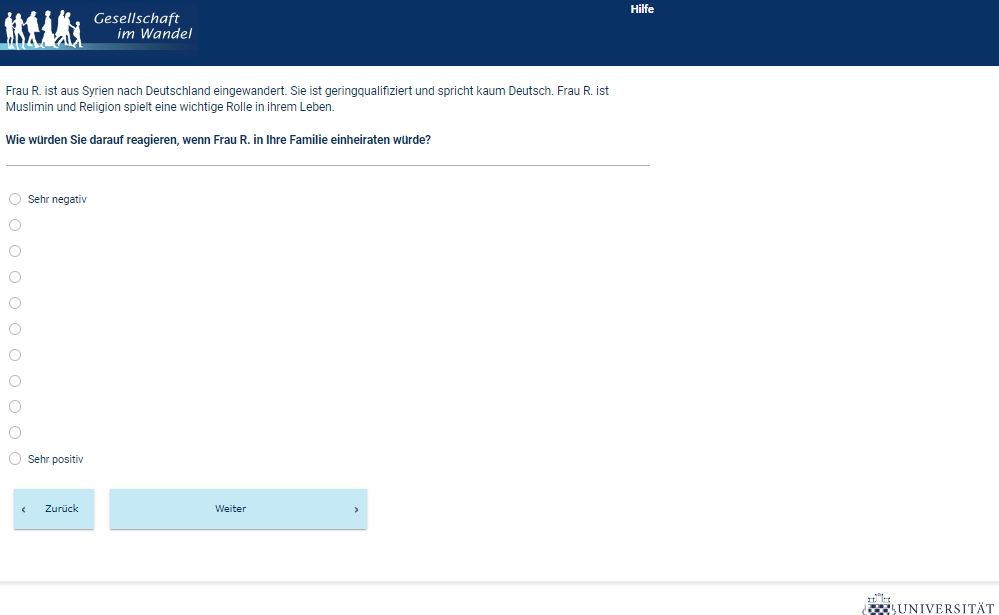 Gesellschaft
im Wandel
Hilfe
Frau R. ist aus Syrien nach Deutschland eingewandert. Sie ist geringqualifiziert und spricht kaum Deutsch. Frau R. ist
Muslimin und Religion spielt eine wichtige Rolle in ihrem Leben.
Wie würden Sie darauf reagieren, wenn Frau R. in Ihre Familie einheiraten würde?
Sehr negativ
Sehr positiv
‹ Zurück
Weiter ›
UNIVERSITÄT